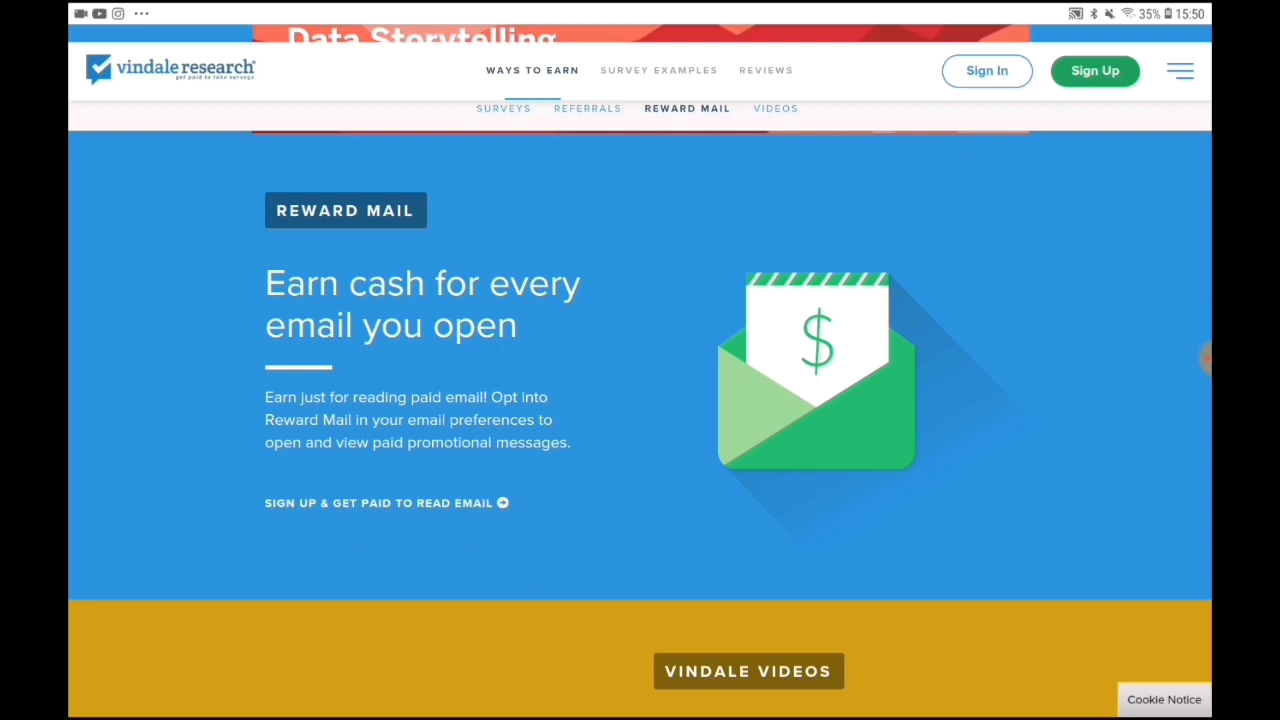 35% 15:50
Data Storytelling
vindale research
get paid to take surveys
WAYS TO EARN SURVEY EXAMPLES REVIEWS
Sign In Sign Up
SURVEYS REFERRALS REWARD MAIL VIDEOS
REWARD MAIL
Earn cash for every
email you open
$
Earn just for reading paid email! Opt into
Reward Mail in your email preferences to
open and view paid promotional messages.
SIGN UP & GET PAID TO READ EMAIL
VINDALE VIDEOS
Cookie Notice